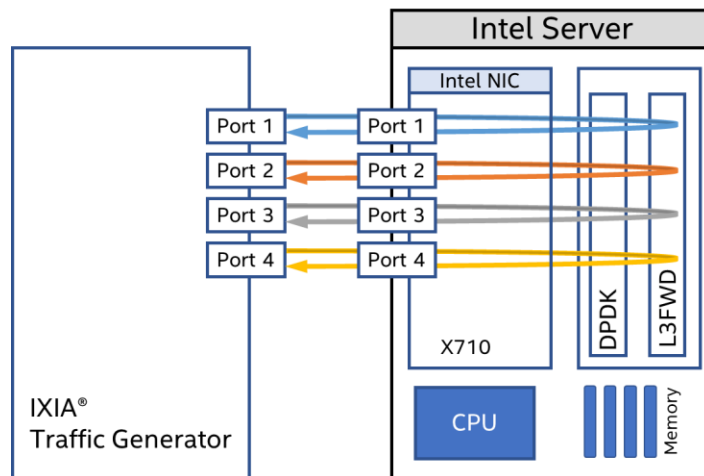 Intel Server
Intel NIC
Port 1
Port 1
Port 2
Port 2
Port 3
Port 3
Port 4
Port 4
DPDK
L3FWD
X710
IXIA®
Traffic Generator
CPU
Memory